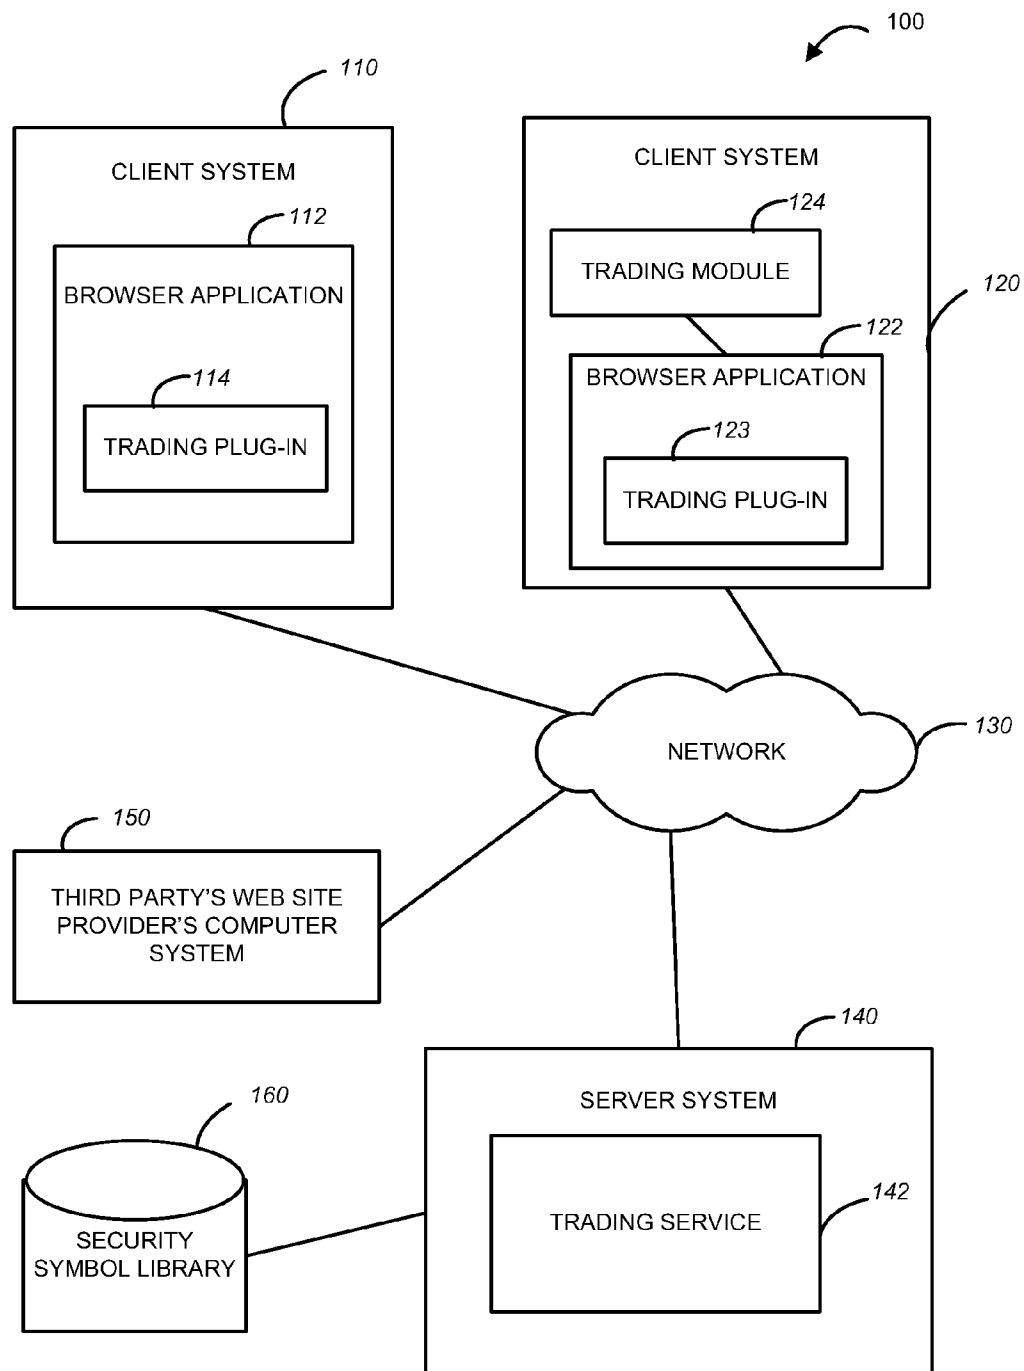 100
110
CLIENT SYSTEM
112
BROWSER APPLICATION
114
TRADING PLUG-IN
CLIENT SYSTEM
124
TRADING MODULE
120
122
BROWSER APPLICATION
123
TRADING PLUG-IN
NETWORK
130
150
THIRD PARTY'S WEB SITE
PROVIDER'S COMPUTER
SYSTEM
140
SERVER SYSTEM
160
SECURITY
SYMBOL LIBRARY
TRADING SERVICE
142